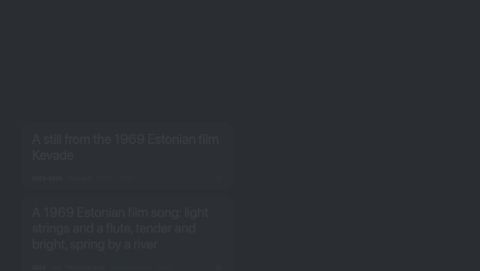 A still from the 1969 Estonian film
Kevade
A 1969 Estonian film song: light
strings and a flute, tender and
bright, spring by a river